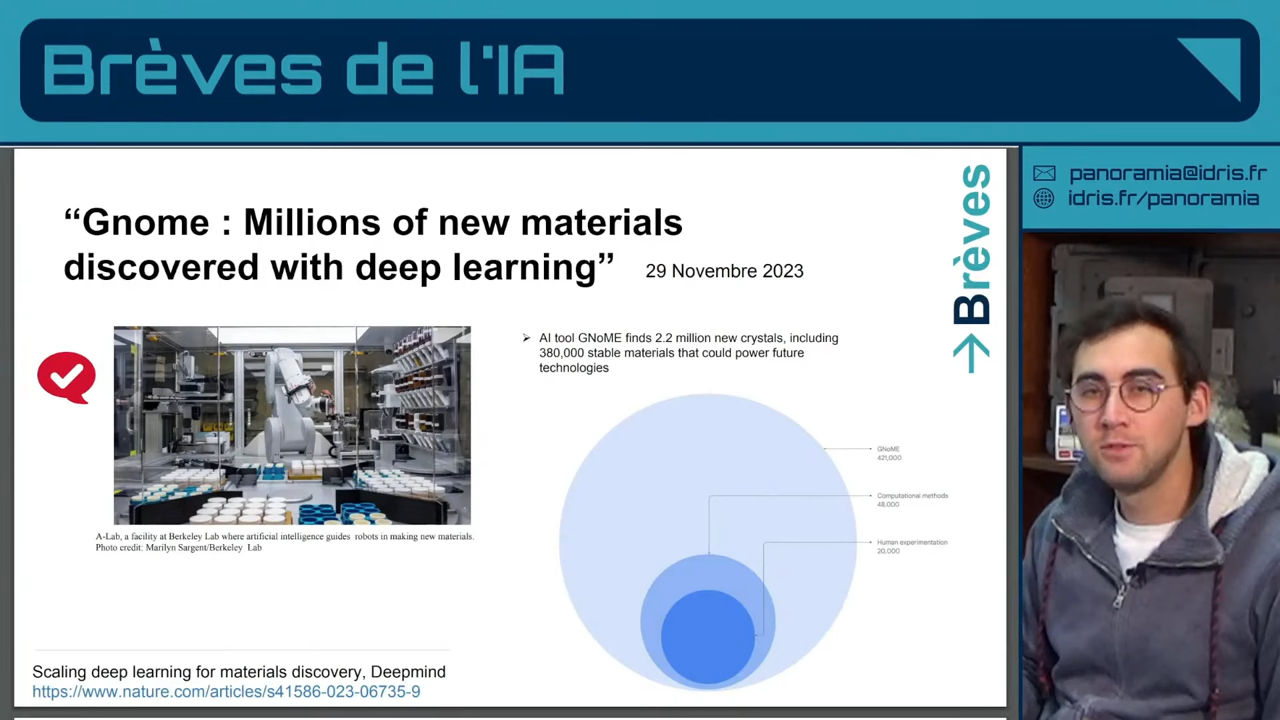 Brèves de l'IA
panoramia@idris.fr
idris.fr/panoramia
“Gnome : Millions of new materials
discovered with deep learning”
29 Novembre 2023
→Brèves
➢ AI tool GNoME finds 2.2 million new crystals, including
380,000 stable materials that could power future
technologies
GNoME
421,000
Computational methods
48,000
Human experimentation
20,000
A-Lab, a facility at Berkeley Lab where artificial intelligence guides robots in making new materials.
Photo credit: Marilyn Sargent/Berkeley Lab
Scaling deep learning for materials discovery, Deepmind
https://www.nature.com/articles/s41586-023-06735-9